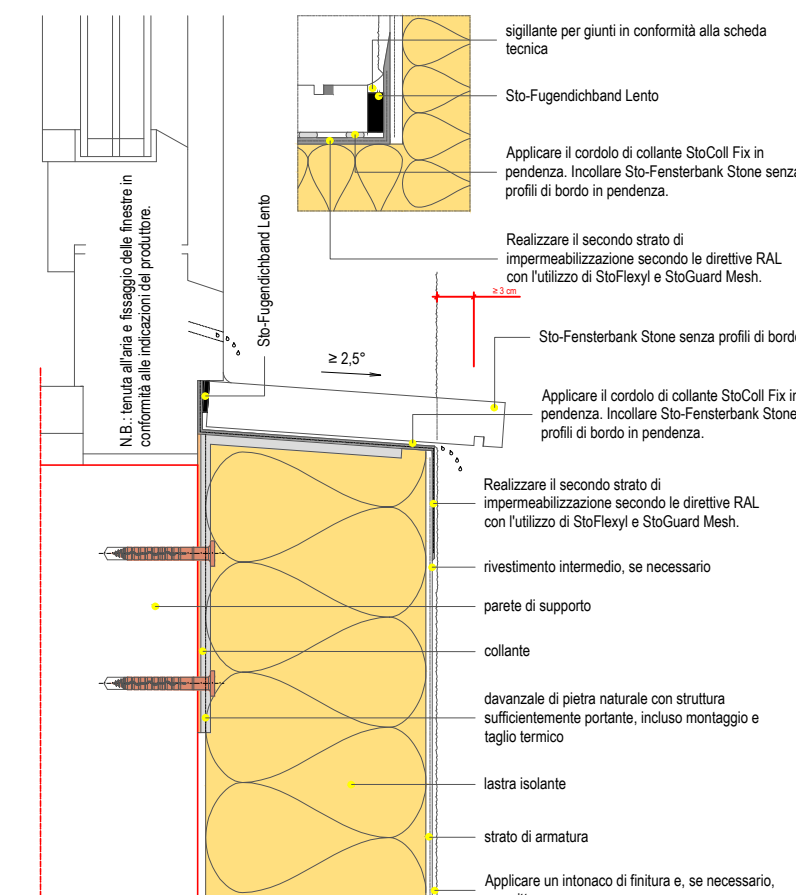 sigillante per giunti in conformità alla scheda
tecnica
Sto-Fugendichband Lento
Applicare il cordolo di collante StoColl Fix in
pendenza. Incollare Sto-Fensterbank Stone senza
profili di bordo in pendenza.
Realizzare il secondo strato di
impermeabilizzazione secondo le direttive RAL
con l'utilizzo di StoFlexyl e StoGuard Mesh.
N.B.: tenuta all'aria e fissaggio delle finestre in
conformità alle indicazioni del produttore.
Sto-Fugendichband Lento
≥ 3 cm
≥ 2,5°
Sto-Fensterbank Stone senza profili di bordo
Applicare il cordolo di collante StoColl Fix in
pendenza. Incollare Sto-Fensterbank Stone
profili di bordo in pendenza.
Realizzare il secondo strato di
impermeabilizzazione secondo le direttive RAL
con l'utilizzo di StoFlexyl e StoGuard Mesh.
rivestimento intermedio, se necessario
parete di supporto
collante
davanzale di pietra naturale con struttura
sufficientemente portante, incluso montaggio e
taglio termico
lastra isolante
strato di armatura
Applicare un intonaco di finitura e, se necessario,